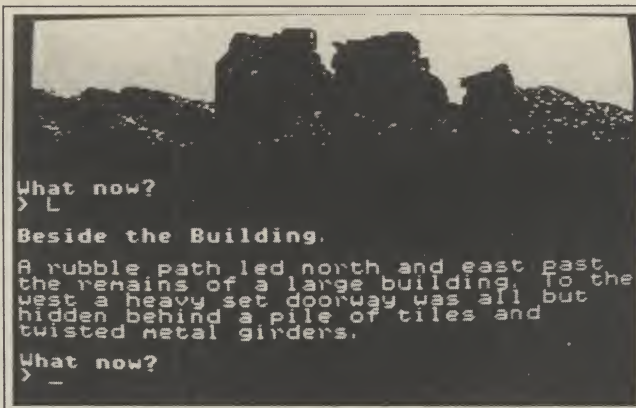 What now?
> L
Beside the Building.
A rubble path led north and east past
the remains of a large building. To the
west a heavy set doorway was all but
hidden behind a pile of tiles and
twisted metal girders.
What now?
> _